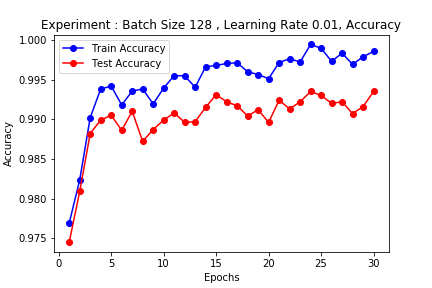 Experiment : Batch Size 128 , Learning Rate 0.01, Accuracy
1.000
0.995
0.990
0.985
0.980
0.975
Accuracy
Train Accuracy
Test Accuracy
0 5 10 15 20 25 30
Epochs